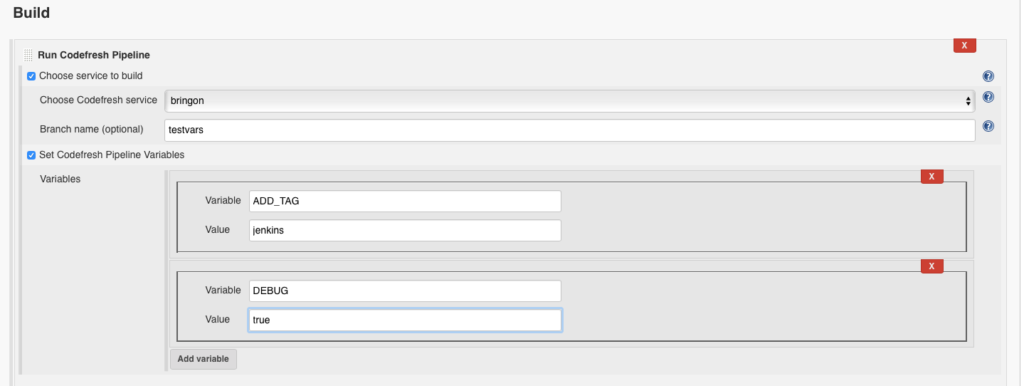 Build
X
Run Codefresh Pipeline
Choose service to build
?
Choose Codefresh service bringon
?
Branch name (optional) testvars
?
Set Codefresh Pipeline Variables
Variables
X
Variable ADD_TAG
Value jenkins
X
Variable DEBUG
Value true
Add variable